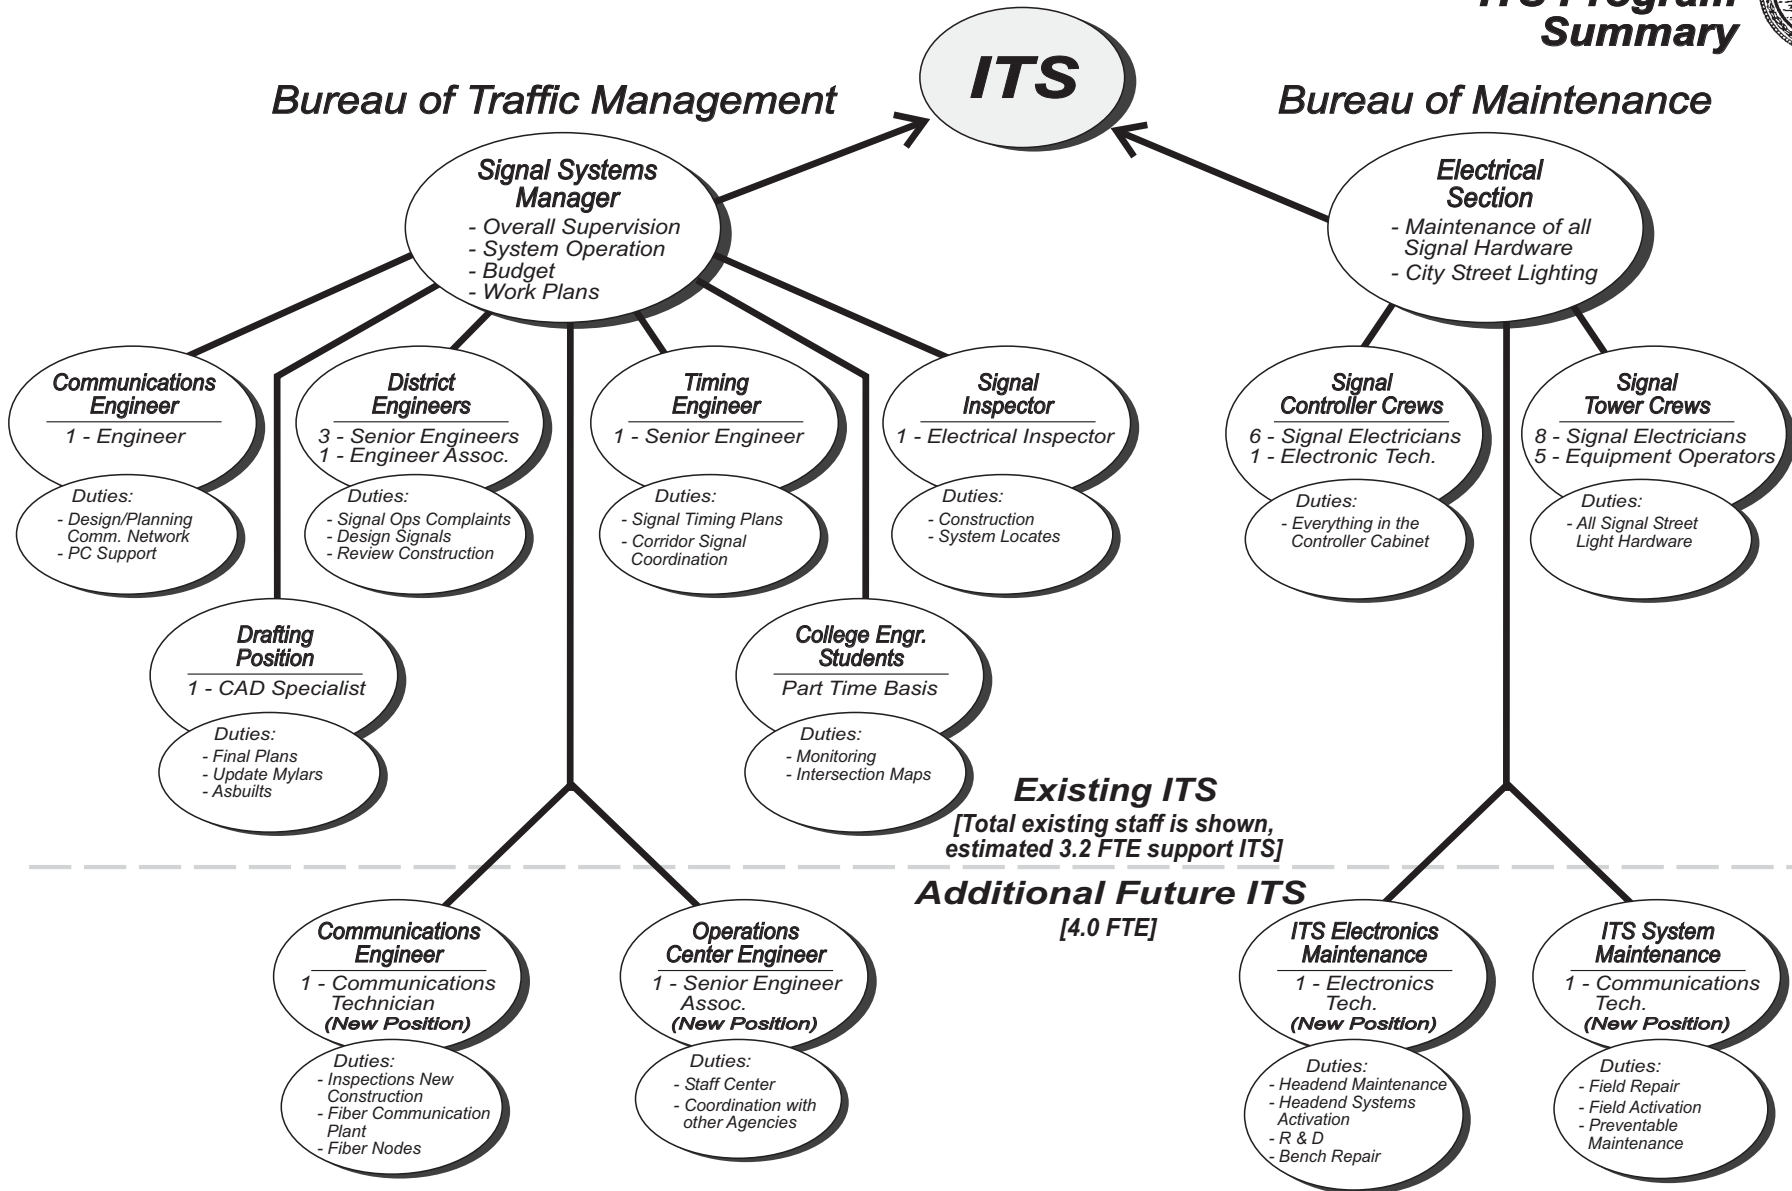 ITS Program
Summary
ITS
Bureau of Traffic Management
Bureau of Maintenance
Signal Systems
Manager
- Overall Supervision
- System Operation
- Budget
- Work Plans
Electrical
Section
- Maintenance of all
Signal Hardware
- City Street Lighting
Communications
Engineer
1 - Engineer
Duties:
- Design/Planning
Comm. Network
- PC Support
District
Engineers
3 - Senior Engineers
1 - Engineer Assoc.
Duties:
- Signal Ops Complaints
- Design Signals
- Review Construction
Timing
Engineer
1 - Senior Engineer
Duties:
- Signal Timing Plans
- Corridor Signal
Coordination
Signal
Inspector
1 - Electrical Inspector
Duties:
- Construction
- System Locates
Signal
Controller Crews
6 - Signal Electricians
1 - Electronic Tech.
Duties:
- Everything in the
Controller Cabinet
Signal
Tower Crews
8 - Signal Electricians
5 - Equipment Operators
Duties:
- All Signal Street
Light Hardware
Drafting
Position
1 - CAD Specialist
Duties:
- Final Plans
- Update Mylars
- Asbuilts
College Engr.
Students
Part Time Basis
Duties:
- Monitoring
- Intersection Maps
Existing ITS
[Total existing staff is shown,
estimated 3.2 FTE support ITS]
Additional Future ITS
[4.0 FTE]
Communications
Engineer
1 - Communications
Technician
(New Position)
Duties:
- Inspections New
Construction
- Fiber Communication
Plant
- Fiber Nodes
Operations
Center Engineer
1 - Senior Engineer
Assoc.
(New Position)
Duties:
- Staff Center
- Coordination with
other Agencies
ITS Electronics
Maintenance
1 - Electronics
Tech.
(New Position)
Duties:
- Headend Maintenance
- Headend Systems
Activation
- R & D
- Bench Repair
ITS System
Maintenance
1 - Communications
Tech.
(New Position)
Duties:
- Field Repair
- Field Activation
- Preventable
Maintenance